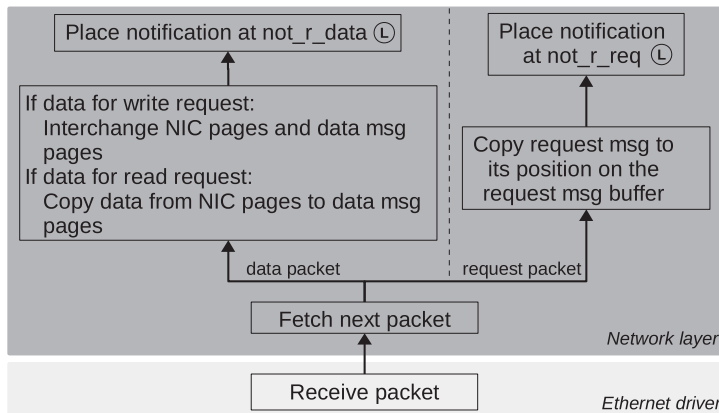 Place notification at not_r_data Ⓛ
Place notification
at not_r_req Ⓛ
If data for write request:
Interchange NIC pages and data msg
pages
If data for read request:
Copy data from NIC pages to data msg
pages
Copy request msg to
its position on the
request msg buffer
data packet
request packet
Fetch next packet
Network layer
Receive packet
Ethernet driver